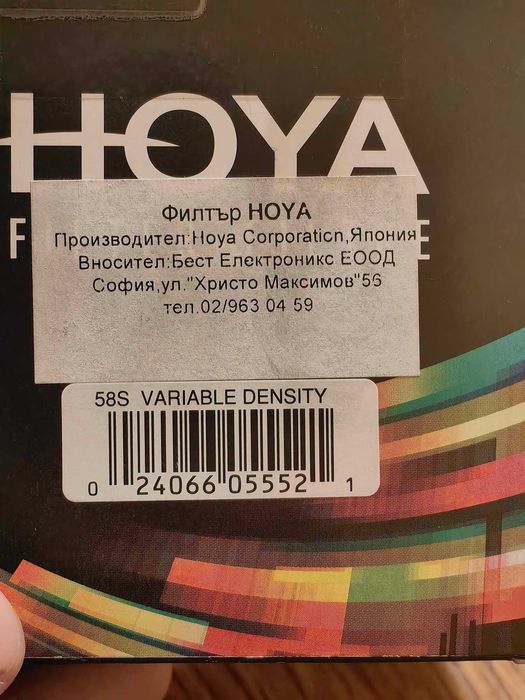 HOYA
Филтър HOYA
Производител:Hoya Corporation,Япония
Вносител:Бест Електроникс ЕООД
София,ул."Христо Максимов"56
тел.02/963 04 59
58S VARIABLE DENSITY
0 24066 05552 1